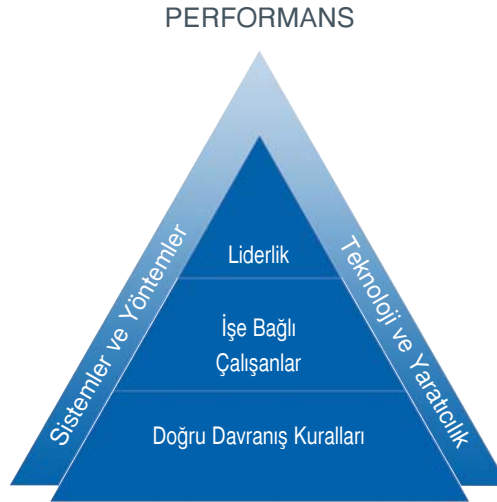 PERFORMANS
Sistemler ve Yöntemler
Teknoloji ve Yaratıcılık
Liderlik
İşe Bağlı
Çalışanlar
Doğru Davranış Kuralları